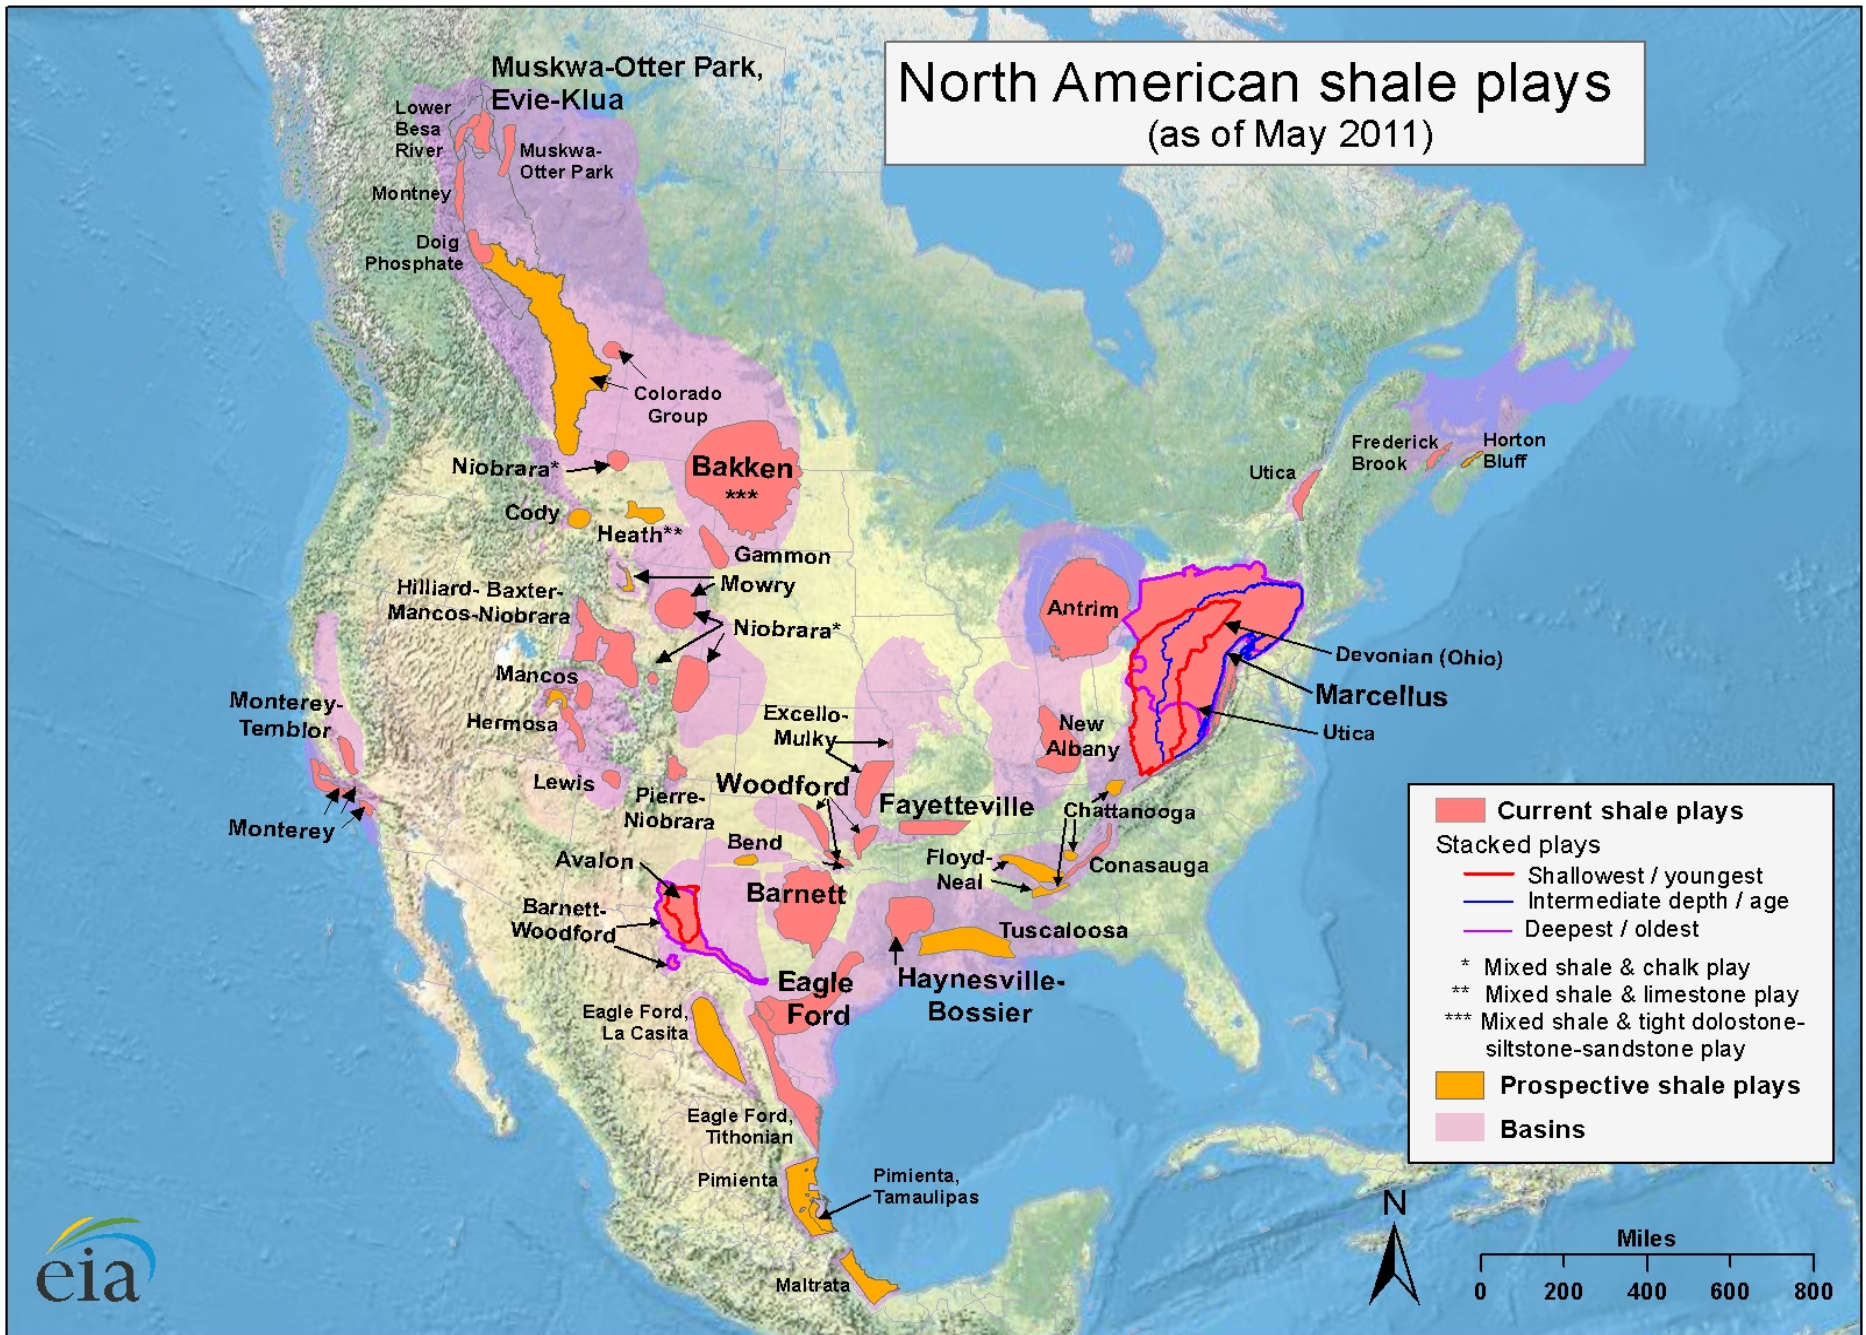 North American shale plays
(as of May 2011)
Muskwa-Otter Park,
Evie-Klua
Lower
Besa
River
Muskwa-
Otter Park
Montney
Doig
Phosphate
Colorado
Group
Niobrara*
Bakken
***
Cody
Heath**
Gammon
Mowry
Hilliard- Baxter-
Mancos-Niobrara
Niobrara*
Mancos
Hermosa
Monterey-
Temblor
Monterey
Lewis
Pierre-
Niobrara
Excello-
Mulky
Woodford
Fayetteville
Bend
Avalon
Barnett-
Woodford
Barnett
Eagle
Ford
Eagle Ford,
La Casita
Eagle Ford,
Tithonian
Pimienta
Pimienta,
Tamaulipas
Maltrata
Haynesville-
Bossier
Tuscaloosa
Floyd-
Neal
Conasauga
Chattanooga
New
Albany
Antrim
Devonian (Ohio)
Marcellus
Utica
Utica
Frederick
Brook
Horton
Bluff
Current shale plays
Stacked plays
Shallowest / youngest
Intermediate depth / age
Deepest / oldest
* Mixed shale & chalk play
** Mixed shale & limestone play
*** Mixed shale & tight dolostone-
siltstone-sandstone play
Prospective shale plays
Basins
N
Miles
0 200 400 600 800
eia